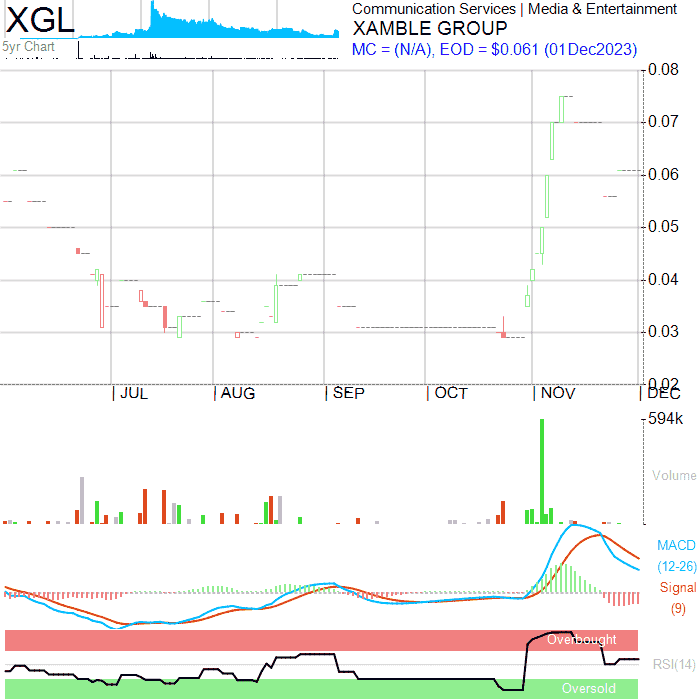 XGL
5yr Chart
Communication Services | Media & Entertainment
XAMBLE GROUP
MC = (N/A), EOD = $0.061 (01Dec2023)
0.08
0.07
0.06
0.05
0.04
0.03
0.02
JUL AUG SEP OCT NOV DEC
594k
Volume
MACD
(12-26)
Signal
(9)
Overbought
RSI(14)
Oversold